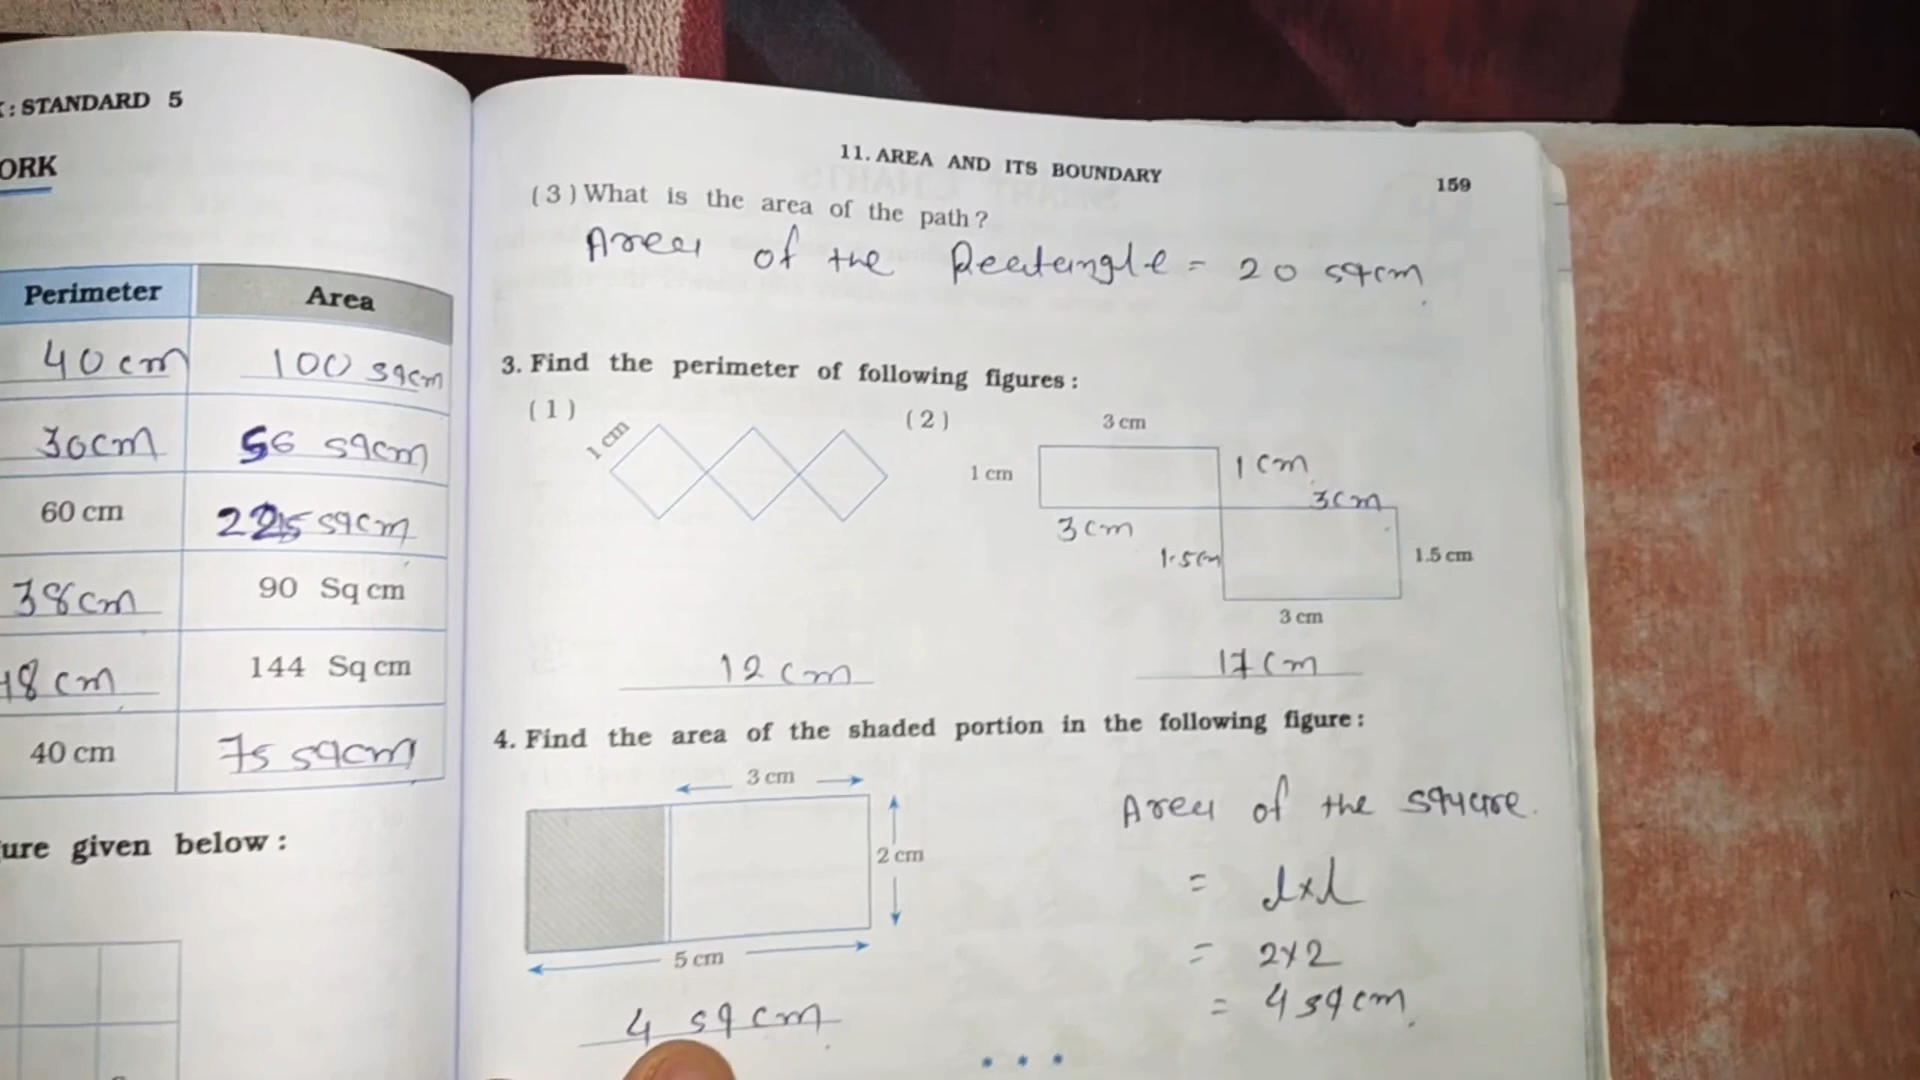 : STANDARD 5
ORK
Perimeter Area
40 cm 100 sqcm
30cm 56 sqcm
60 cm 225 sqcm
38cm 90 Sq cm
48 cm 144 Sq cm
40 cm 75 sqcm
ure given below :
11. AREA AND ITS BOUNDARY
159
( 3 ) What is the area of the path ?
Area of the Rectangle = 20 sqcm
3. Find the perimeter of following figures :
( 1 )
1 cm
12 cm
( 2 )
3 cm
1 cm
1 cm
3cm
3cm
1.5cm
1.5 cm
3 cm
17 cm
4. Find the area of the shaded portion in the following figure :
3 cm
2 cm
5 cm
4 sqcm
Area of the square.
= l×l
= 2×2
= 4 sqcm.